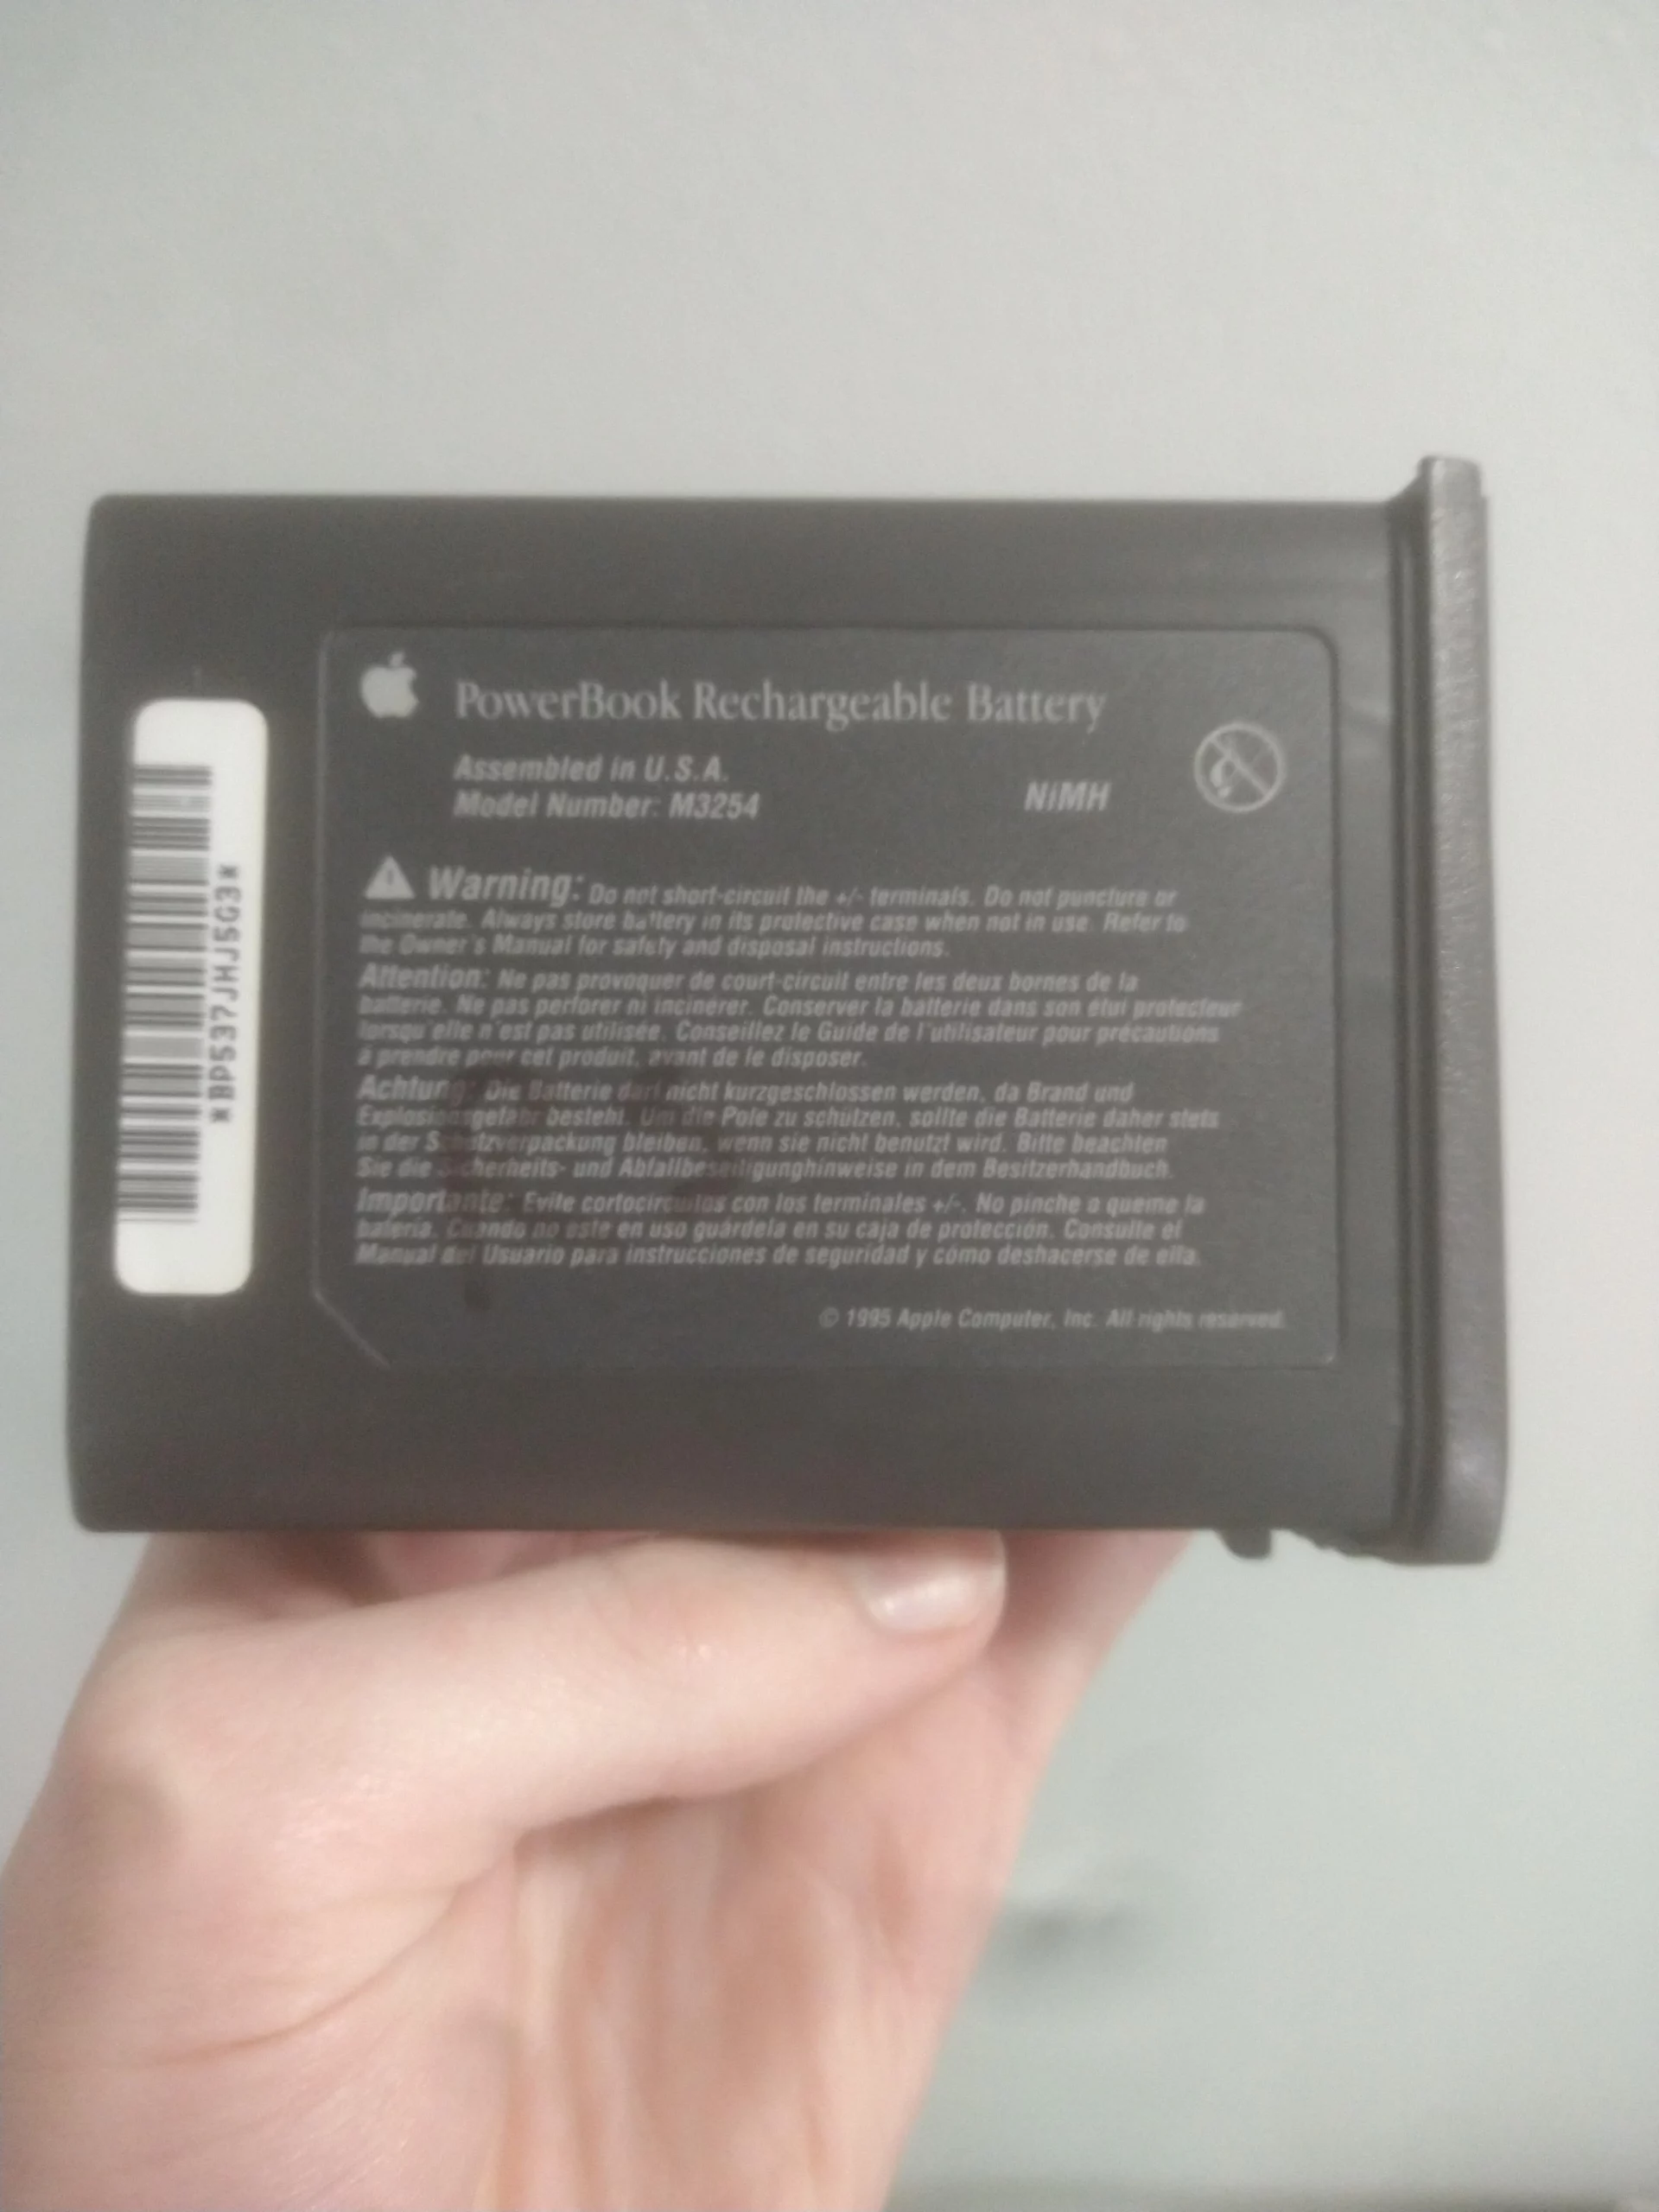 PowerBook Rechargeable Battery
Assembled in U.S.A.
Model Number: M3254
NiMH
Warning: Do not short-circuit the +/- terminals. Do not puncture or
incinerate. Always store battery in its protective case when not in use. Refer to
the Owner's Manual for safety and disposal instructions.
Attention: Ne pas provoquer de court-circuit entre les deux bornes de la
batterie. Ne pas perforer ni incinérer. Conserver la batterie dans son étui protecteur
lorsqu'elle n'est pas utilisée. Conseillez le Guide de l'utilisateur pour précautions
à prendre pour cet produit, avant de le disposer.
Achtung: Die Batterie darf nicht kurzgeschlossen werden, da Brand und
Explosionsgefahr besteht. Um die Pole zu schützen, sollte die Batterie daher stets
in der Schutzverpackung bleiben, wenn sie nicht benutzt wird. Bitte beachten
Sie die Sicherheits- und Abfallbeseitigunghinweise in dem Besitzerhandbuch.
Importante: Evite cortocircuitos con los terminales +/-. No pinche o queme la
batería. Cuando no este en uso guárdela en su caja de protección. Consulte el
Manual del Usuario para instrucciones de seguridad y cómo deshacerse de ella.
© 1995 Apple Computer, Inc. All rights reserved.
*BP537JHJ5G3*